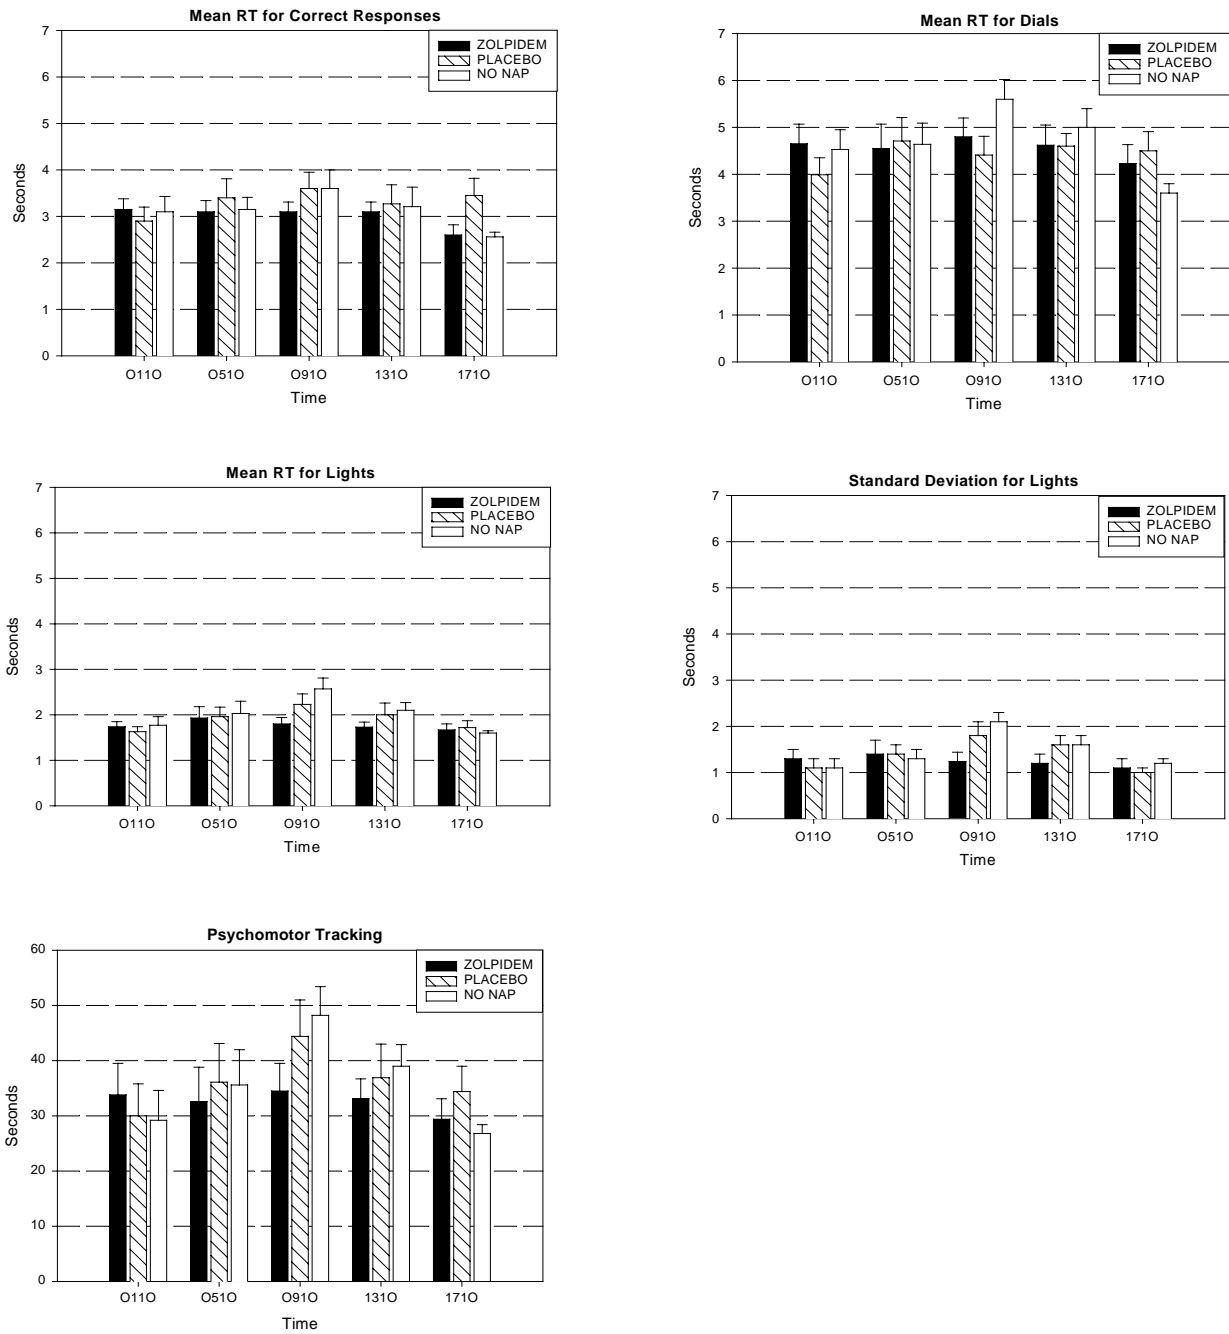 Mean RT for Correct Responses
7
6
5
4
3
2
1
0
Seconds
ZOLPIDEM
PLACEBO
NO NAP
O11O
O51O
O91O
131O
171O
Time
Mean RT for Dials
7
6
5
4
3
2
1
0
Seconds
ZOLPIDEM
PLACEBO
NO NAP
O11O
O51O
O91O
131O
171O
Time
Mean RT for Lights
7
6
5
4
3
2
1
0
Seconds
ZOLPIDEM
PLACEBO
NO NAP
O11O
O51O
O91O
131O
171O
Time
Standard Deviation for Lights
7
6
5
4
3
2
1
0
Seconds
ZOLPIDEM
PLACEBO
NO NAP
O11O
O51O
O91O
131O
171O
Time
Psychomotor Tracking
60
50
40
30
20
10
0
Seconds
ZOLPIDEM
PLACEBO
NO NAP
O11O
O51O
O91O
131O
171O
Time